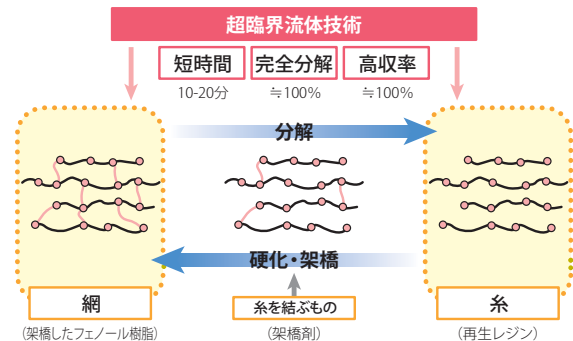 超臨界流体技術
短時間 完全分解 高収率
10-20分 ≒100% ≒100%
分解
硬化・架橋
網 糸を結ぶもの 糸
(架橋したフェノール樹脂) (架橋剤) (再生レジン)